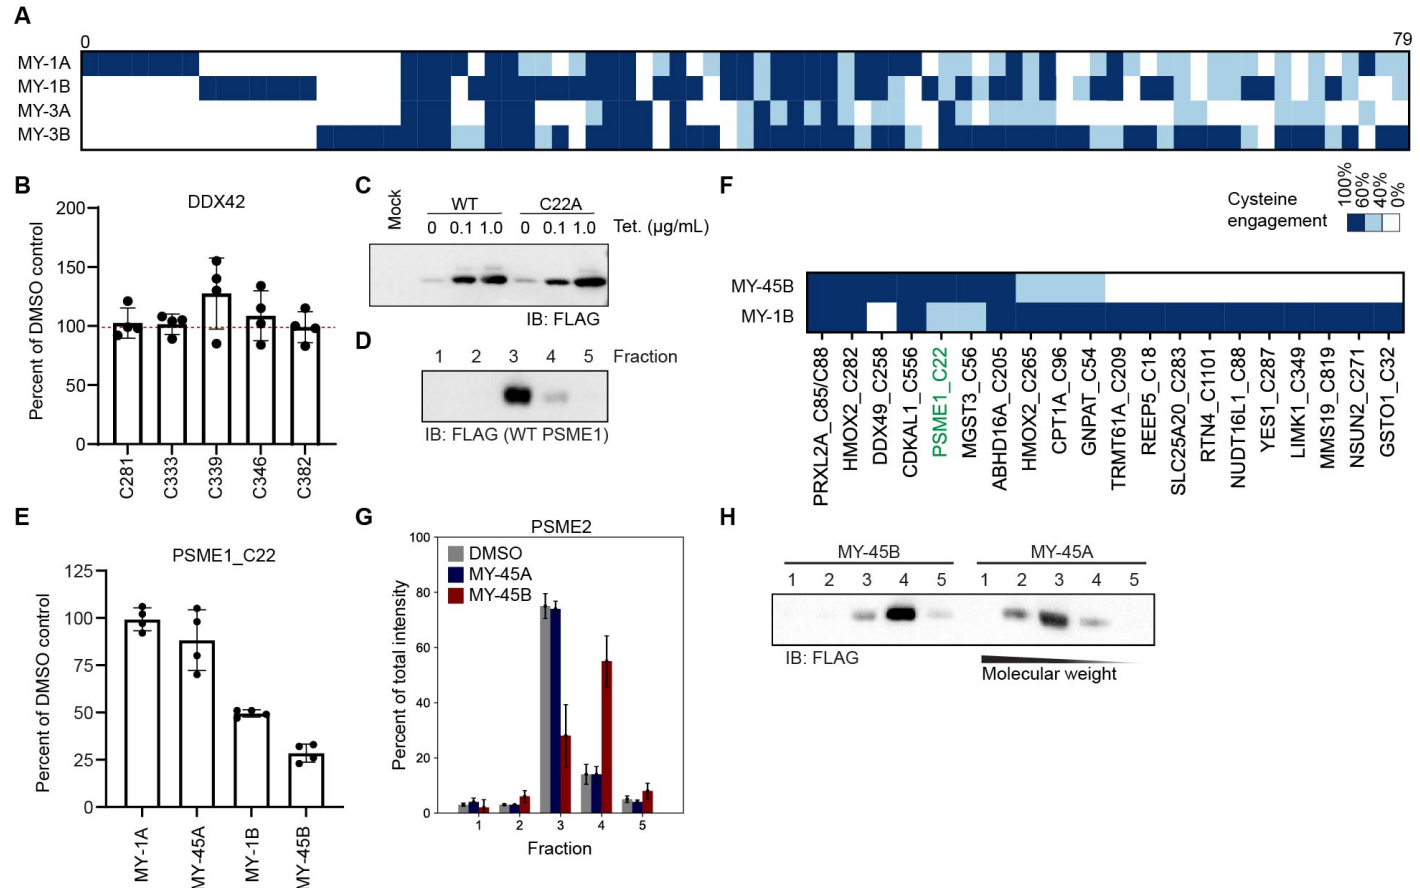 A
0 79
MY-1A
MY-1B
MY-3A
MY-3B
B
DDX42
Percent of DMSO control
200
150
100
50
0
C281
C333
C339
C346
C382
C
Mock
WT C22A
0 0.1 1.0 0 0.1 1.0 Tet. (µg/mL)
IB: FLAG
D
1 2 3 4 5 Fraction
IB: FLAG (WT PSME1)
E
PSME1_C22
Percent of DMSO control
125
100
75
50
25
0
MY-1A
MY-45A
MY-1B
MY-45B
F
Cysteine
engagement
100%
60%
40%
0%
MY-45B
MY-1B
PRXL2A_C85/C88
HMOX2_C282
DDX49_C258
CDKAL1_C556
PSME1_C22
MGST3_C56
ABHD16A_C205
HMOX2_C265
CPT1A_C96
GNPAT_C54
TRMT61A_C209
REEP5_C18
SLC25A20_C283
RTN4_C1101
NUDT16L1_C88
YES1_C287
LIMK1_C349
MMS19_C819
NSUN2_C271
GSTO1_C32
G
PSME2
Percent of total intensity
100
80
60
40
20
0
DMSO
MY-45A
MY-45B
1 2 3 4 5
Fraction
H
MY-45B MY-45A
1 2 3 4 5 1 2 3 4 5
IB: FLAG
Molecular weight